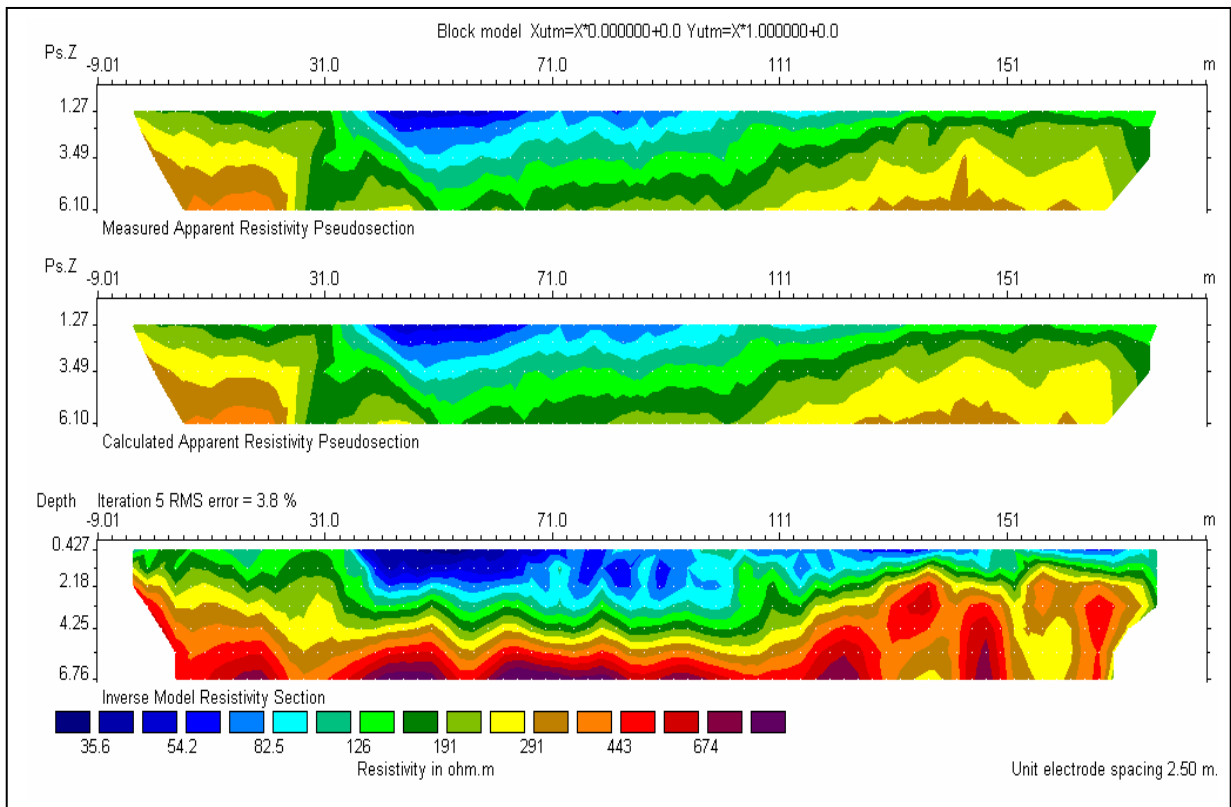 Block model Xutm=X*0.000000+0.0 Yutm=X*1.000000+0.0
Ps.Z -9.01 31.0 71.0 111 151 m
1.27
3.49
6.10
Measured Apparent Resistivity Pseudosection
Ps.Z -9.01 31.0 71.0 111 151 m
1.27
3.49
6.10
Calculated Apparent Resistivity Pseudosection
Depth Iteration 5 RMS error = 3.8 %
-9.01 31.0 71.0 111 151 m
0.427
2.18
4.25
6.76
Inverse Model Resistivity Section
35.6 54.2 82.5 126 191 291 443 674
Resistivity in ohm.m
Unit electrode spacing 2.50 m.